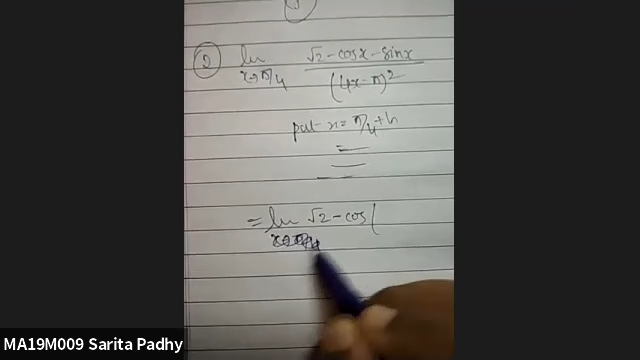 ②
lim √2 - cosx - sinx
x→π/4 (4x - π)²
put x = π/4 + h
= lim √2 - cos(
MA19M009 Sarita Padhy